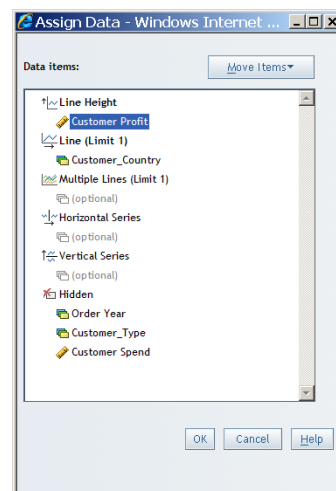 Assign Data - Windows Internet ...
Data items:
Move Items
Line Height
Customer Profit
Line (Limit 1)
Customer_Country
Multiple Lines (Limit 1)
(optional)
Horizontal Series
(optional)
Vertical Series
(optional)
Hidden
Order Year
Customer_Type
Customer Spend
OK Cancel Help